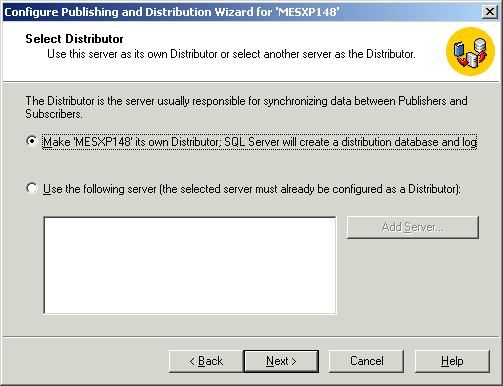 Configure Publishing and Distribution Wizard for 'MESXP148'
Select Distributor
Use this server as its own Distributor or select another server as the Distributor.
The Distributor is the server usually responsible for synchronizing data between Publishers and
Subscribers.
Make 'MESXP148' its own Distributor; SQL Server will create a distribution database and log
Use the following server (the selected server must already be configured as a Distributor):
Add Server...
< Back
Next >
Cancel
Help